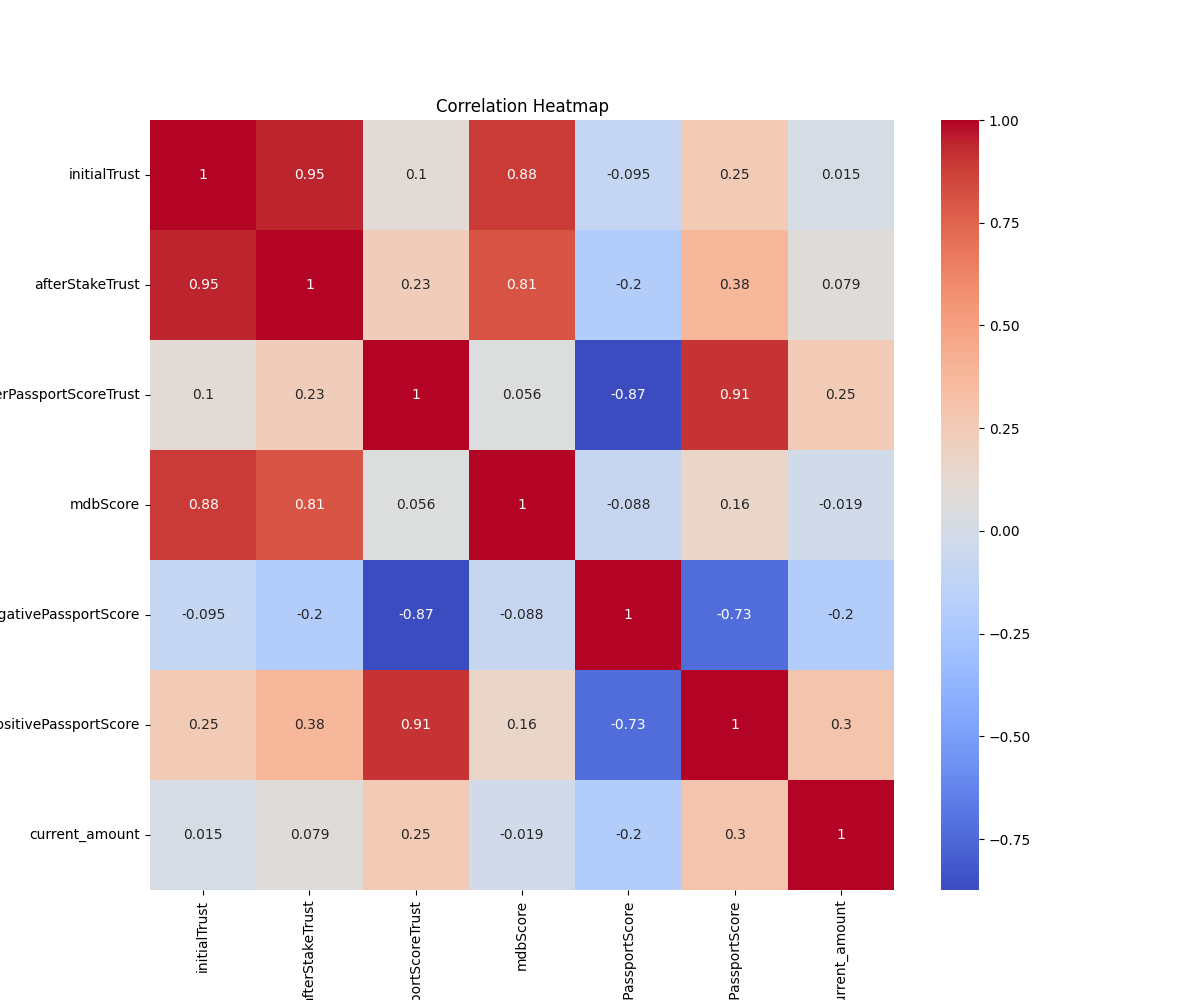 Correlation Heatmap
initialTrust 1 0.95 0.1 0.88 -0.095 0.25 0.015
afterStakeTrust 0.95 1 0.23 0.81 -0.2 0.38 0.079
erPassportScoreTrust 0.1 0.23 1 0.056 -0.87 0.91 0.25
mdbScore 0.88 0.81 0.056 1 -0.088 0.16 -0.019
gativePassportScore -0.095 -0.2 -0.87 -0.088 1 -0.73 -0.2
ositivePassportScore 0.25 0.38 0.91 0.16 -0.73 1 0.3
current_amount 0.015 0.079 0.25 -0.019 -0.2 0.3 1
initialTrust
fterStakeTrust
ortScoreTrust
mdbScore
PassportScore
PassportScore
urrent_amount
1.00
0.75
0.50
0.25
0.00
−0.25
−0.50
−0.75